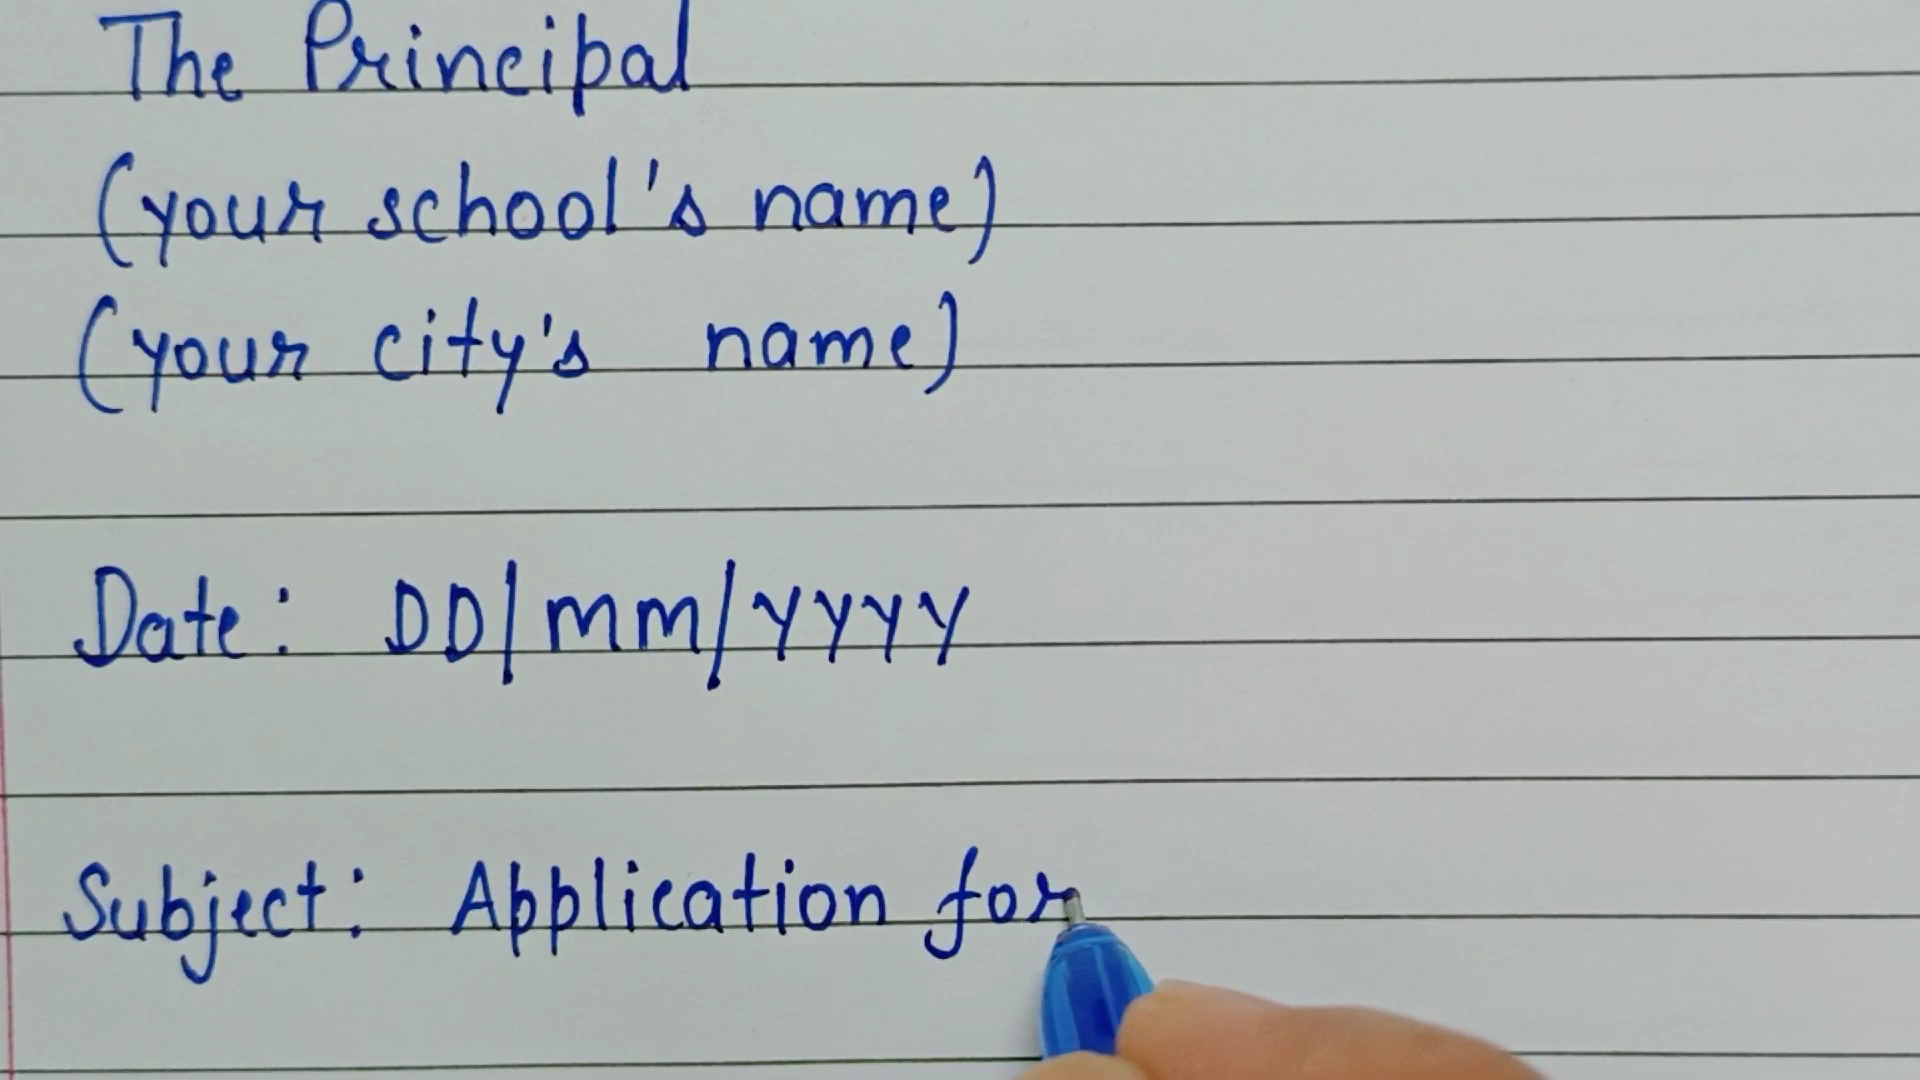 The Principal
(your school's name)
(your city's name)
Date: DD/MM/YYYY
Subject: Application for